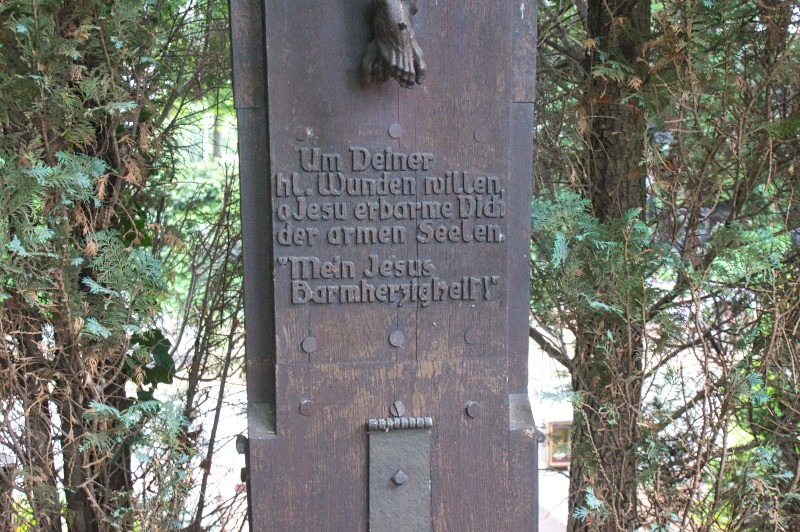 Um Deiner
hl. Wunden willen,
o Jesu erbarme Dich
der armen Seelen.
"Mein Jesus
Barmherzigkeit!"